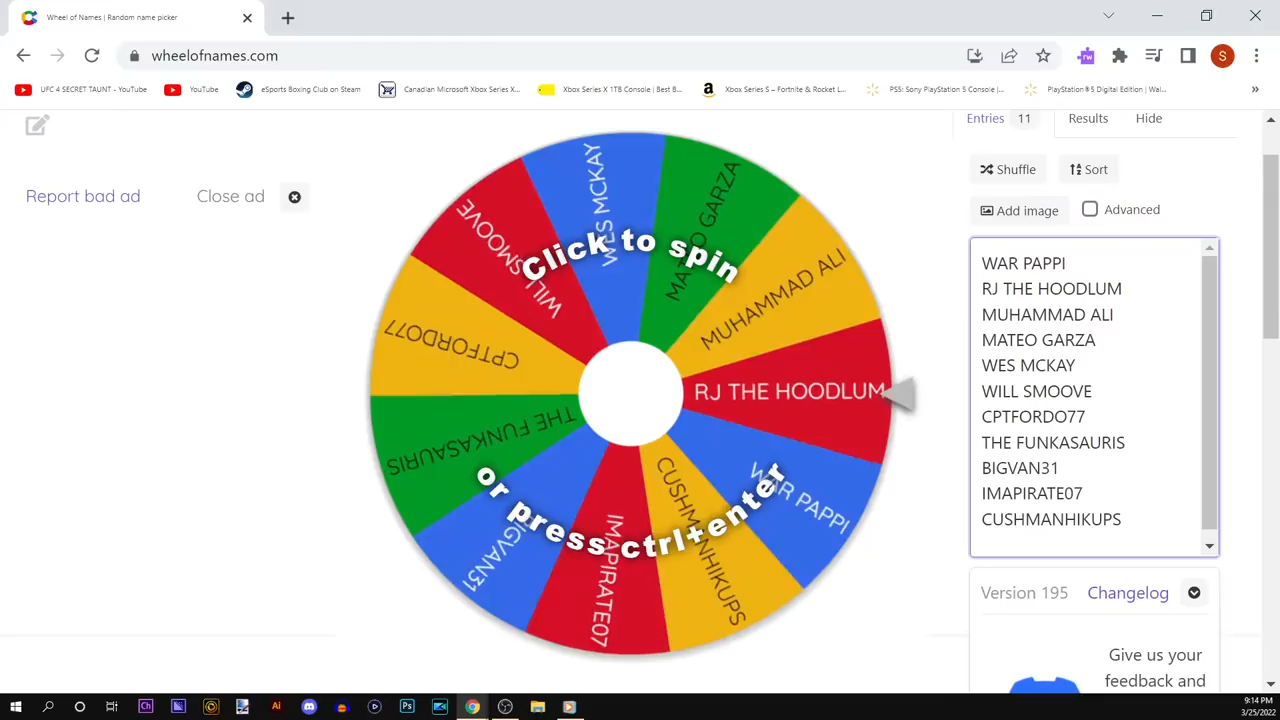 Wheel of Names | Random name picker
wheelofnames.com
UFC 4 SECRET TAUNT - YouTube
YouTube
eSports Boxing Club on Steam
Canadian Microsoft Xbox Series X...
Xbox Series X 1TB Console | Best B...
Xbox Series S – Fortnite & Rocket L...
PS5: Sony PlayStation 5 Console |...
PlayStation®5 Digital Edition | Wal...
Report bad ad
Close ad
Click to spin
or press ctrl+enter
WES MCKAY
MATEO GARZA
MUHAMMAD ALI
RJ THE HOODLUM
WAR PAPPI
CUSHMANHIKUPS
IMAPIRATE07
BIGVAN31
THE FUNKASAURIS
CPTFORDO77
WILL SMOOVE
Entries 11
Results
Hide
Shuffle
Sort
Add image
Advanced
WAR PAPPI
RJ THE HOODLUM
MUHAMMAD ALI
MATEO GARZA
WES MCKAY
WILL SMOOVE
CPTFORDO77
THE FUNKASAURIS
BIGVAN31
IMAPIRATE07
CUSHMANHIKUPS
Version 195
Changelog
Give us your
feedback and
9:14 PM
3/25/2022